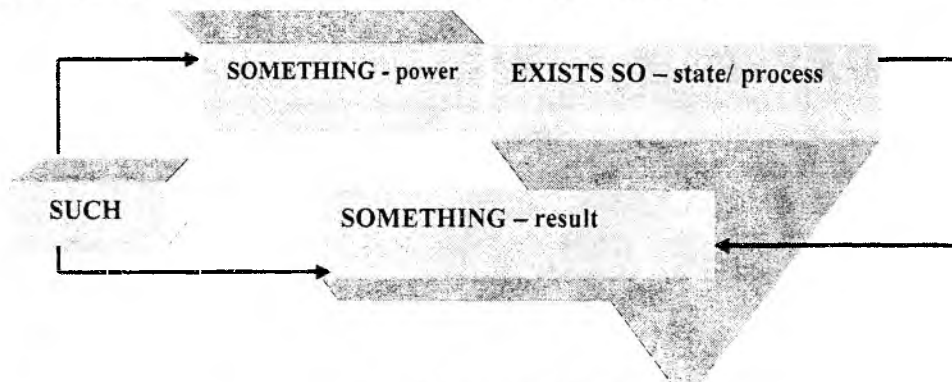 SOMETHING - power
EXISTS SO – state/ process
SUCH
SOMETHING – result